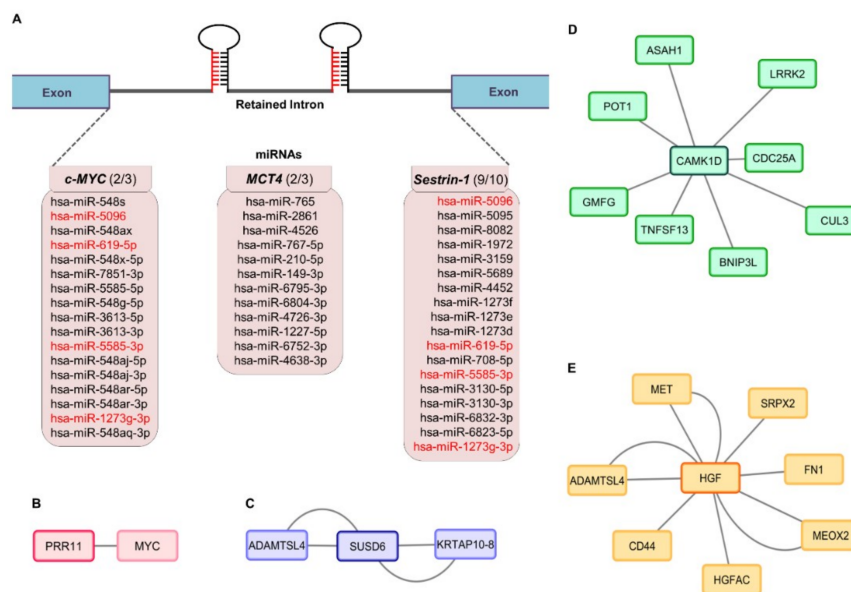 A
Exon
Retained Intron
Exon
miRNAs
c-MYC (2/3)
hsa-miR-548s
hsa-miR-5096
hsa-miR-548ax
hsa-miR-619-5p
hsa-miR-548x-5p
hsa-miR-7851-3p
hsa-miR-5585-5p
hsa-miR-548g-5p
hsa-miR-3613-5p
hsa-miR-3613-3p
hsa-miR-5585-3p
hsa-miR-548aj-5p
hsa-miR-548aj-3p
hsa-miR-548ar-5p
hsa-miR-548ar-3p
hsa-miR-1273g-3p
hsa-miR-548aq-3p
MCT4 (2/3)
hsa-miR-765
hsa-miR-2861
hsa-miR-4526
hsa-miR-767-5p
hsa-miR-210-5p
hsa-miR-149-3p
hsa-miR-6795-3p
hsa-miR-6804-3p
hsa-miR-4726-3p
hsa-miR-1227-5p
hsa-miR-6752-3p
hsa-miR-4638-3p
Sestrin-1 (9/10)
hsa-miR-5096
hsa-miR-5095
hsa-miR-8082
hsa-miR-1972
hsa-miR-3159
hsa-miR-5689
hsa-miR-4452
hsa-miR-1273f
hsa-miR-1273e
hsa-miR-1273d
hsa-miR-619-5p
hsa-miR-708-5p
hsa-miR-5585-3p
hsa-miR-3130-5p
hsa-miR-3130-3p
hsa-miR-6832-3p
hsa-miR-6823-5p
hsa-miR-1273g-3p
B
PRR11
MYC
C
ADAMTSL4
SUSD6
KRTAP10-8
D
ASAH1
LRRK2
POT1
CAMK1D
CDC25A
GMFG
CUL3
TNFSF13
BNIP3L
E
MET
SRPX2
ADAMTSL4
HGF
FN1
CD44
MEOX2
HGFAC